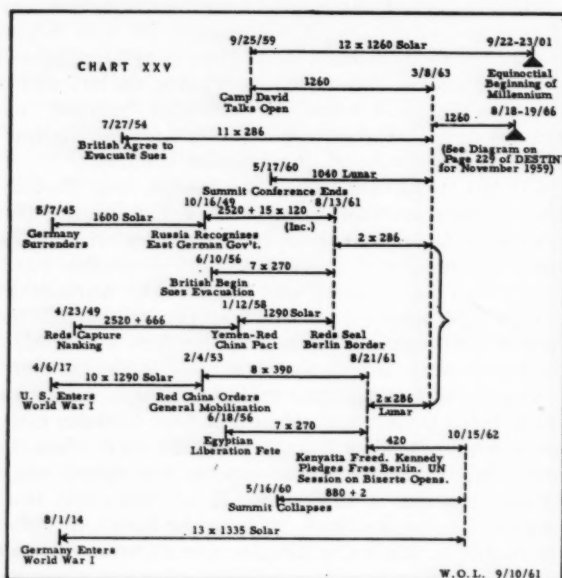 9/25/59 12 x 1260 Solar 9/22-23/01
CHART XXV
1260 3/8/63 Equinoctial
Beginning of
Millennium
Camp David
Talks Open
1260 8/18-19/66
7/27/54 11 x 286
British Agree to
Evacuate Suez
(See Diagram on
Page 229 of DESTINY
for November 1959)
5/17/60 1040 Lunar
Summit Conference Ends
5/7/45 1600 Solar 10/16/49 2520 + 15 x 120 8/13/61
(Inc.)
Germany
Surrenders
Russia Recognises
East German Gov't.
2 x 286
6/10/56 7 x 270
British Begin
Suez Evacuation
4/23/49 2520 + 666 1/12/58 1290 Solar
Reds Capture
Nanking
Yemen-Red
China Pact
Reds Seal
Berlin Border
4/6/17 10 x 1290 Solar 2/4/53 8 x 390 8/21/61
U. S. Enters
World War I
Red China Orders
General Mobilisation
2 x 286
Lunar
6/18/56 7 x 270
Egyptian
Liberation Fete
420 10/15/62
Kenyatta Freed. Kennedy
Pledges Free Berlin. UN
Session on Bizerte Opens.
5/16/60 880 + 2
Summit Collapses
8/1/14 13 x 1335 Solar
Germany Enters
World War I
W.O.L. 9/10/61